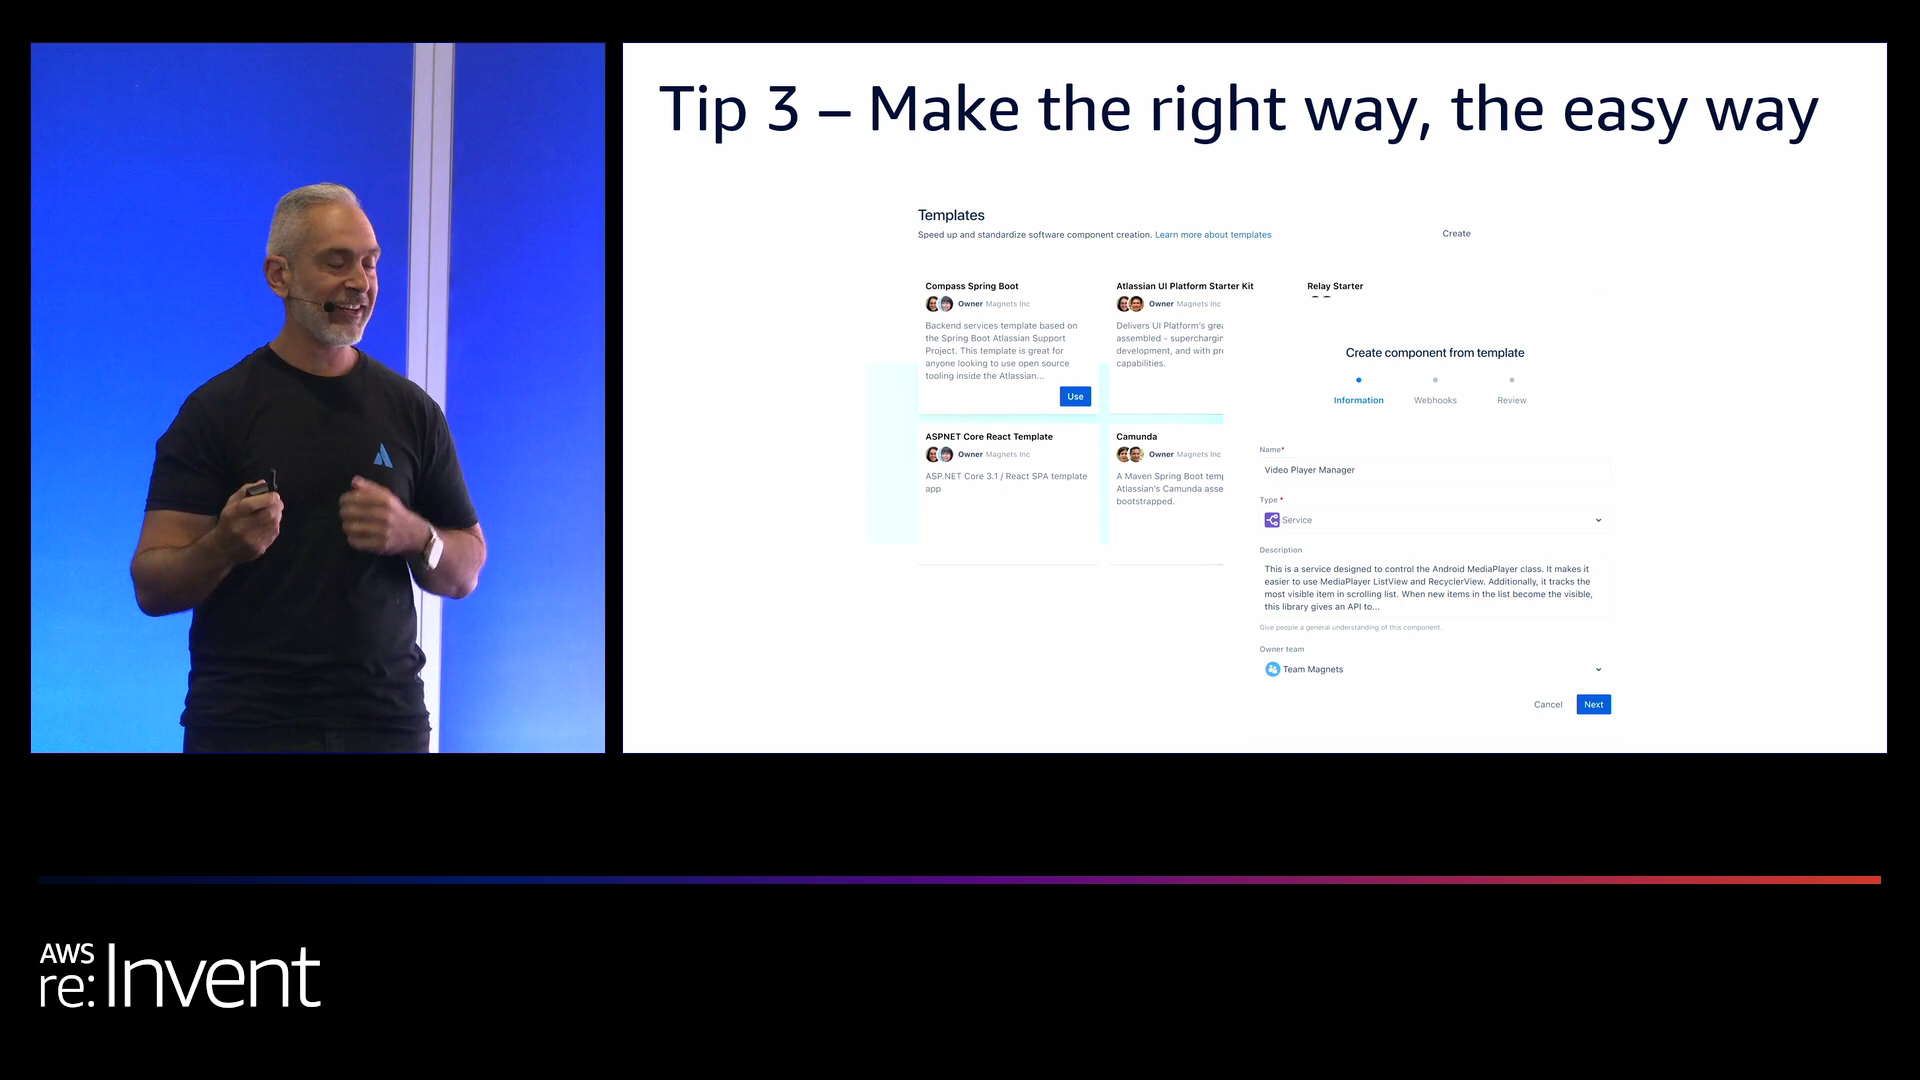 Tip 3 – Make the right way, the easy way
Templates
Speed up and standardize software component creation. Learn more about templates
Create
Compass Spring Boot
Owner Magnets Inc
Backend services template based on
the Spring Boot Atlassian Support
Project. This template is great for
anyone looking to use open source
tooling inside the Atlassian...
Use
Atlassian UI Platform Starter Kit
Owner Magnets Inc
Delivers UI Platform's
assembled -
development, and with
capabilities.
Relay Starter
ASPNET Core React Template
Owner Magnets Inc
ASP.NET Core 3.1 / React SPA template
app
Camunda
Owner Magnets Inc
A Maven Spring Boot
Atlassian's Camunda
bootstrapped.
Create component from template
Information
Webhooks
Review
Name*
Video Player Manager
Type *
Service
Description
This is a service designed to control the Android MediaPlayer class. It makes it
easier to use MediaPlayer ListView and RecyclerView. Additionally, it tracks the
most visible item in scrolling list. When new items in the list become the visible,
this library gives an API to...
Give people a general understanding of this component.
Owner team
Team Magnets
Cancel
Next
AWS
re:Invent